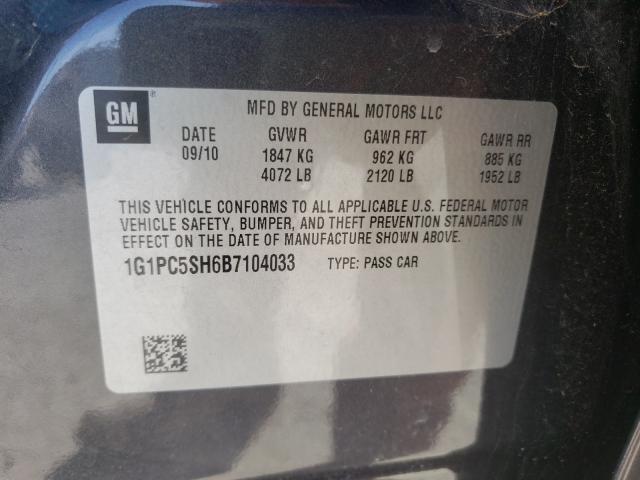 GM®
MFD BY GENERAL MOTORS LLC
DATE GVWR GAWR FRT GAWR RR
09/10 1847 KG 962 KG 885 KG
4072 LB 2120 LB 1952 LB
THIS VEHICLE CONFORMS TO ALL APPLICABLE U.S. FEDERAL MOTOR
VEHICLE SAFETY, BUMPER, AND THEFT PREVENTION STANDARDS IN
EFFECT ON THE DATE OF MANUFACTURE SHOWN ABOVE.
1G1PC5SH6B7104033 TYPE: PASS CAR